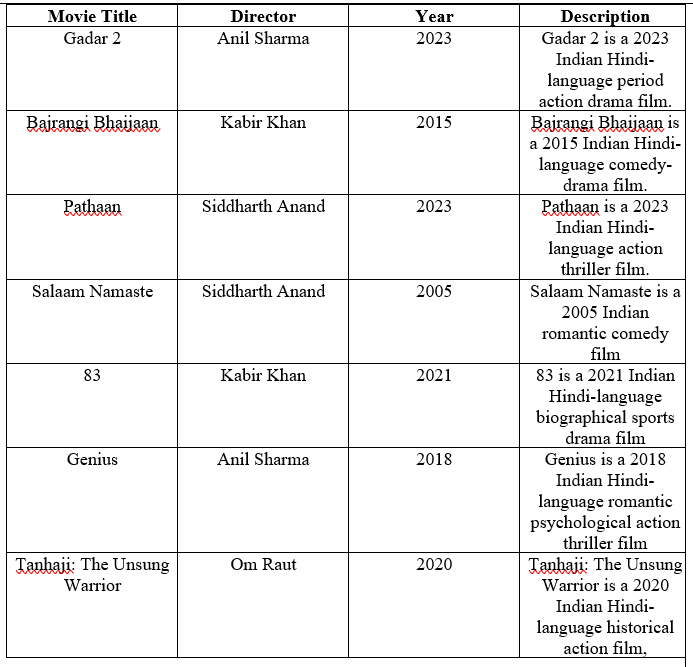 Movie Title Director Year Description
Gadar 2 Anil Sharma 2023 Gadar 2 is a 2023
Indian Hindi-
language period
action drama film.
Bajrangi Bhaijaan Kabir Khan 2015 Bajrangi Bhaijaan is
a 2015 Indian Hindi-
language comedy-
drama film.
Pathaan Siddharth Anand 2023 Pathaan is a 2023
Indian Hindi-
language action
thriller film.
Salaam Namaste Siddharth Anand 2005 Salaam Namaste is a
2005 Indian
romantic comedy
film
83 Kabir Khan 2021 83 is a 2021 Indian
Hindi-language
biographical sports
drama film
Genius Anil Sharma 2018 Genius is a 2018
Indian Hindi-
language romantic
psychological action
thriller film
Tanhaji: The Unsung Om Raut 2020 Tanhaji: The Unsung
Warrior Warrior is a 2020
Indian Hindi-
language historical
action film,